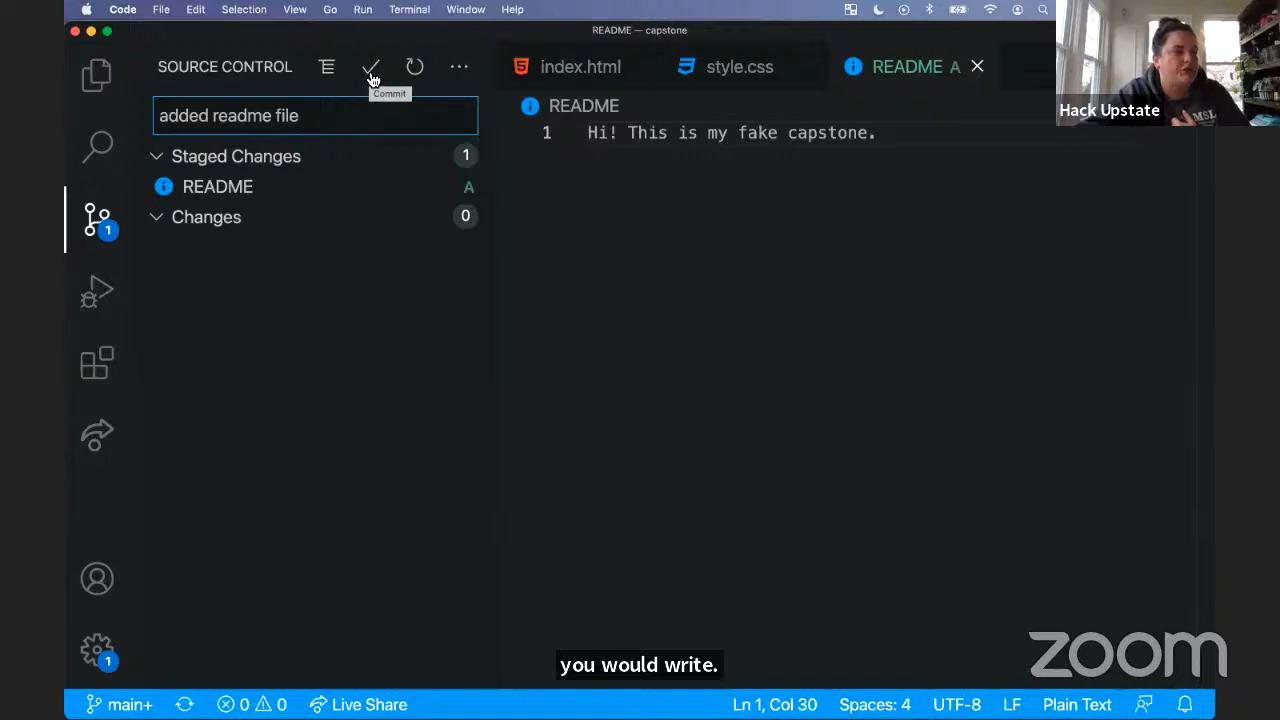 Code File Edit Selection View Go Run Terminal Window Help
README — capstone
SOURCE CONTROL
index.html
style.css
README A
Commit
Hack Upstate
added readme file
README
1 Hi! This is my fake capstone.
Staged Changes 1
README A
Changes 0
1
1
MSL
you would write.
zoom
main+ 0 0 Live Share Ln 1, Col 30 Spaces: 4 UTF-8 LF Plain Text